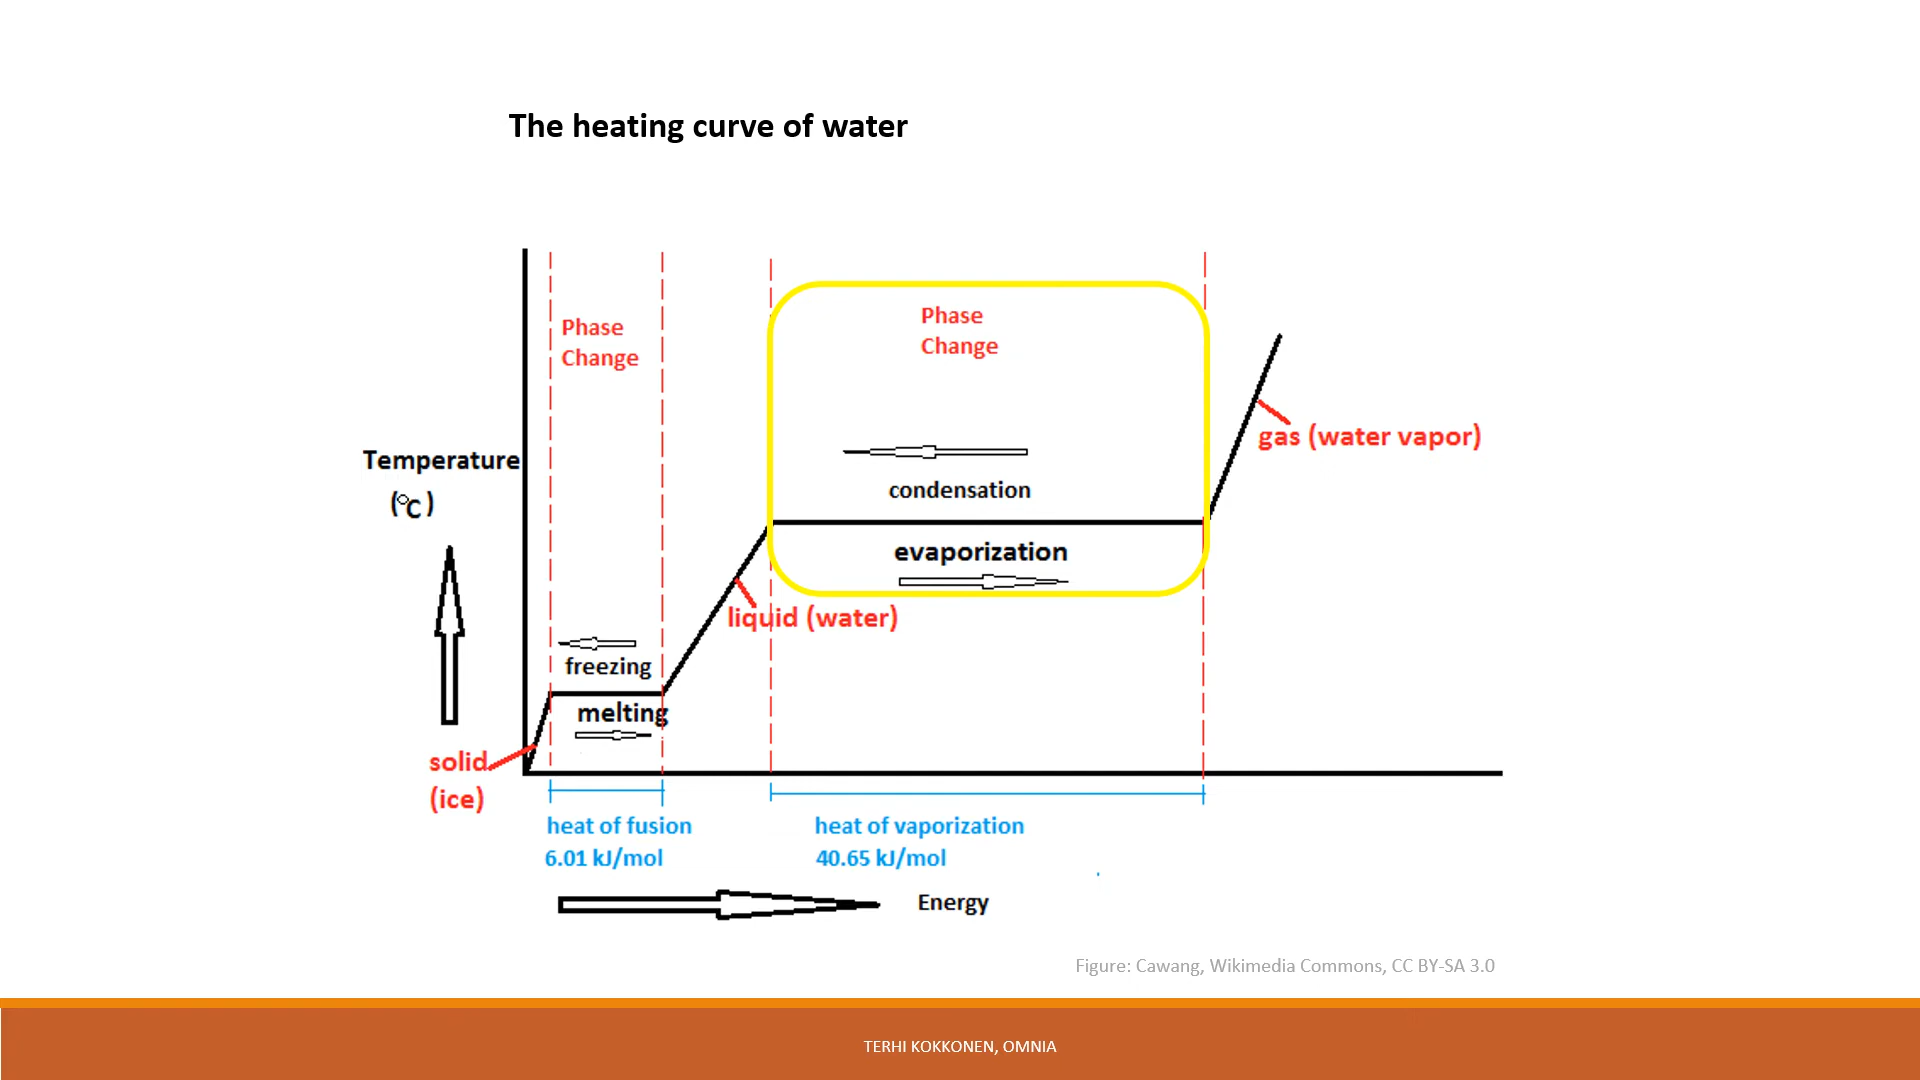 The heating curve of water
Phase
Change
Phase
Change
gas (water vapor)
Temperature
(°C)
condensation
evaporization
liquid (water)
freezing
melting
solid
(ice)
heat of fusion
6.01 kJ/mol
heat of vaporization
40.65 kJ/mol
Energy
Figure: Cawang, Wikimedia Commons, CC BY-SA 3.0
TERHI KOKKONEN, OMNIA